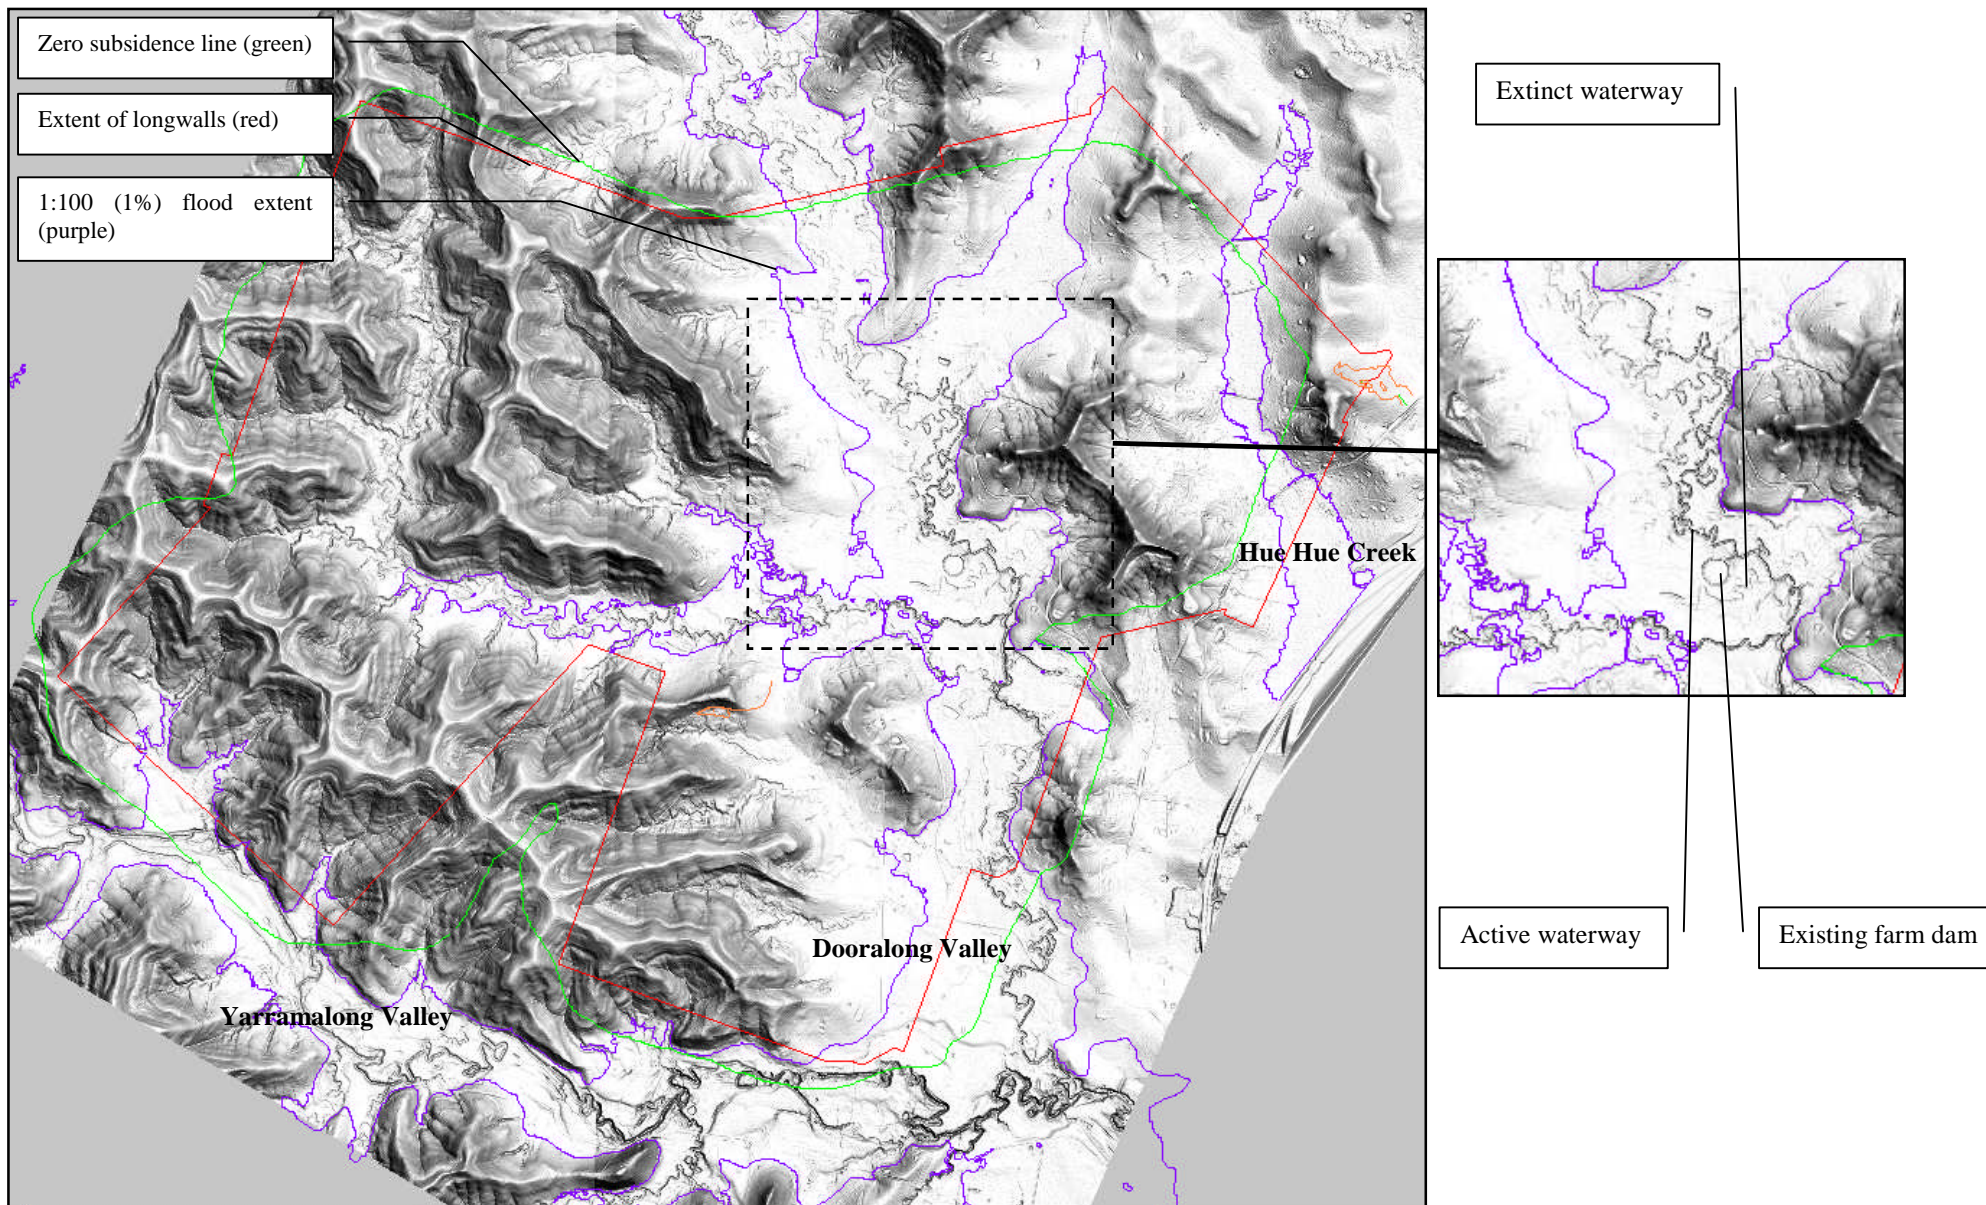 Zero subsidence line (green)
Extent of longwalls (red)
1:100 (1%) flood extent
(purple)
Extinct waterway
Hue Hue Creek
Dooralong Valley
Yarramalong Valley
Active waterway
Existing farm dam